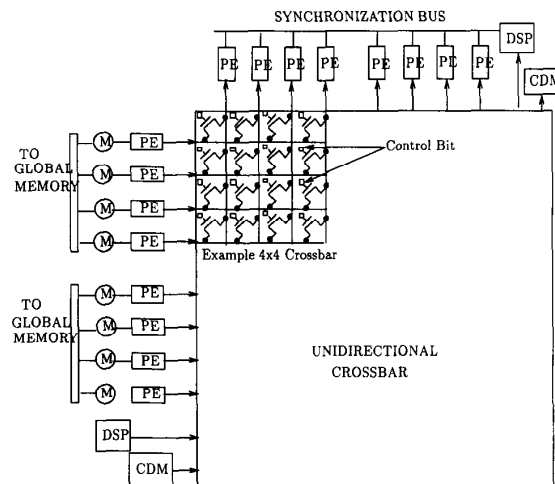 SYNCHRONIZATION BUS
DSP
PE PE PE PE PE PE PE PE
CDM
TO
GLOBAL
MEMORY
M PE
M PE
M PE
M PE
Control Bit
Example 4x4 Crossbar
TO
GLOBAL
MEMORY
M PE
M PE
M PE
M PE
UNIDIRECTIONAL
CROSSBAR
DSP
CDM